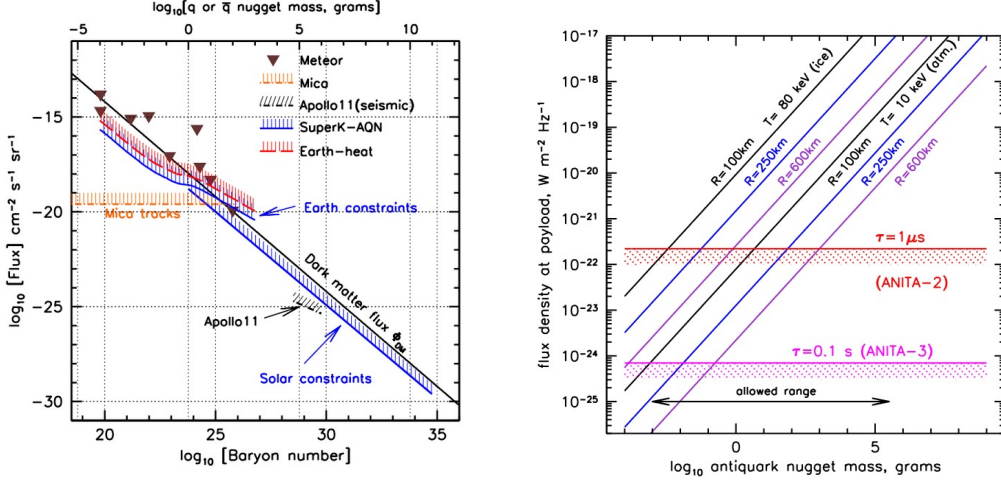 log₁₀[q or q̅ nugget mass, grams]
−5 0 5 10
Meteor
Mica
Apollo11(seismic)
SuperK−AQN
Earth−heat
Earth constraints
Mica tracks
Dark matter flux Φ_DM
Apollo11
Solar constraints
log₁₀ [Flux] cm⁻² s⁻¹ sr⁻¹
−15
−20
−25
−30
20 25 30 35
log₁₀ [Baryon number]
flux density at payload, W m⁻² Hz⁻¹
10⁻¹⁷
10⁻¹⁸
10⁻¹⁹
10⁻²⁰
10⁻²¹
10⁻²²
10⁻²³
10⁻²⁴
10⁻²⁵
R=100km T= 80 keV (ice)
R=250km
R=600km
R=100km T= 10 keV (atm.)
R=250km
R=600km
τ=1μs
(ANITA−2)
τ=0.1 s (ANITA−3)
allowed range
0 5
log₁₀ antiquark nugget mass, grams